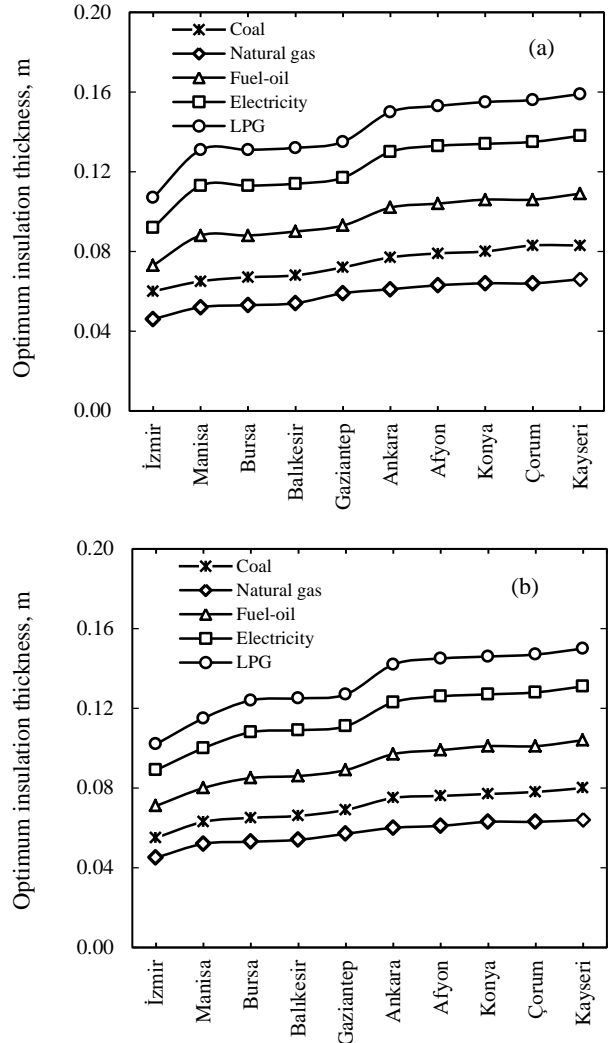 Optimum insulation thickness, m
0.20
0.16
0.12
0.08
0.04
0.00
Coal
Natural gas
Fuel-oil
Electricity
LPG
(a)
İzmir
Manisa
Bursa
Balıkesir
Gaziantep
Ankara
Afyon
Konya
Çorum
Kayseri
Optimum insulation thickness, m
0.20
0.16
0.12
0.08
0.04
0.00
Coal
Natural gas
Fuel-oil
Electricity
LPG
(b)
İzmir
Manisa
Bursa
Balıkesir
Gaziantep
Ankara
Afyon
Konya
Çorum
Kayseri